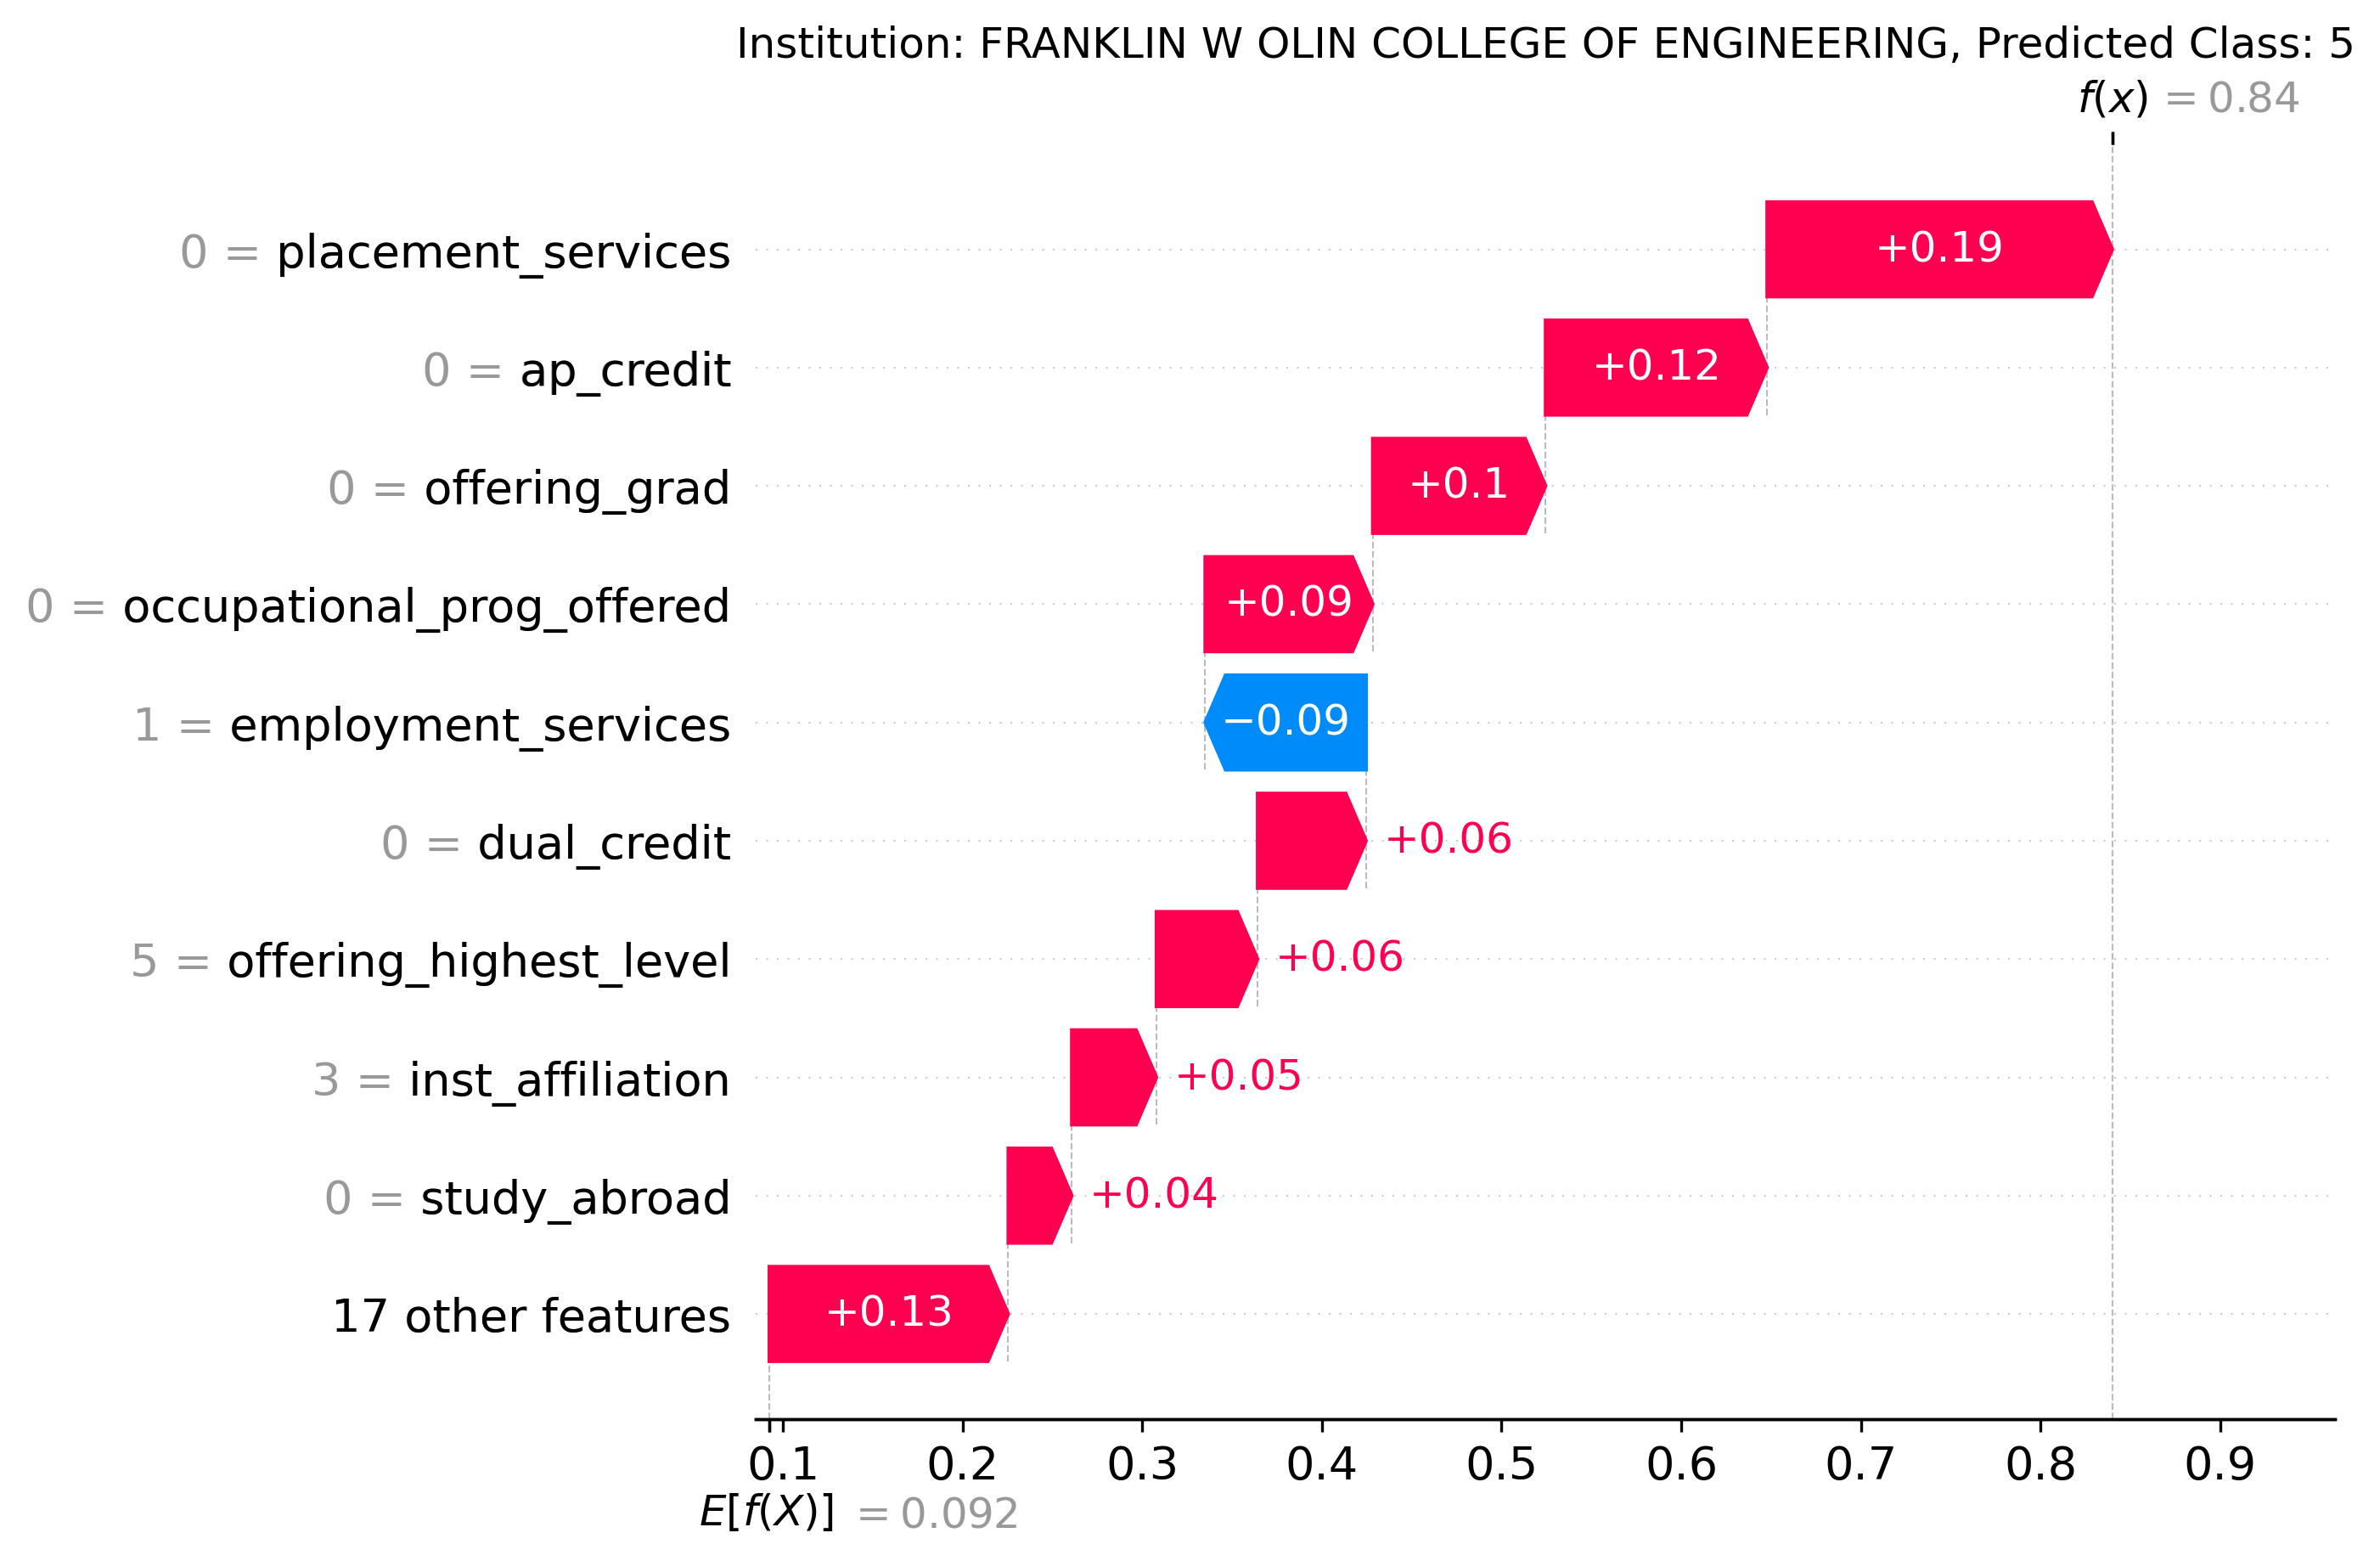 Institution: FRANKLIN W OLIN COLLEGE OF ENGINEERING, Predicted Class: 5
f(x) = 0.84
0 = placement_services +0.19
0 = ap_credit +0.12
0 = offering_grad +0.1
0 = occupational_prog_offered +0.09
1 = employment_services −0.09
0 = dual_credit +0.06
5 = offering_highest_level +0.06
3 = inst_affiliation +0.05
0 = study_abroad +0.04
17 other features +0.13
0.1 0.2 0.3 0.4 0.5 0.6 0.7 0.8 0.9
E[f(X)] = 0.092